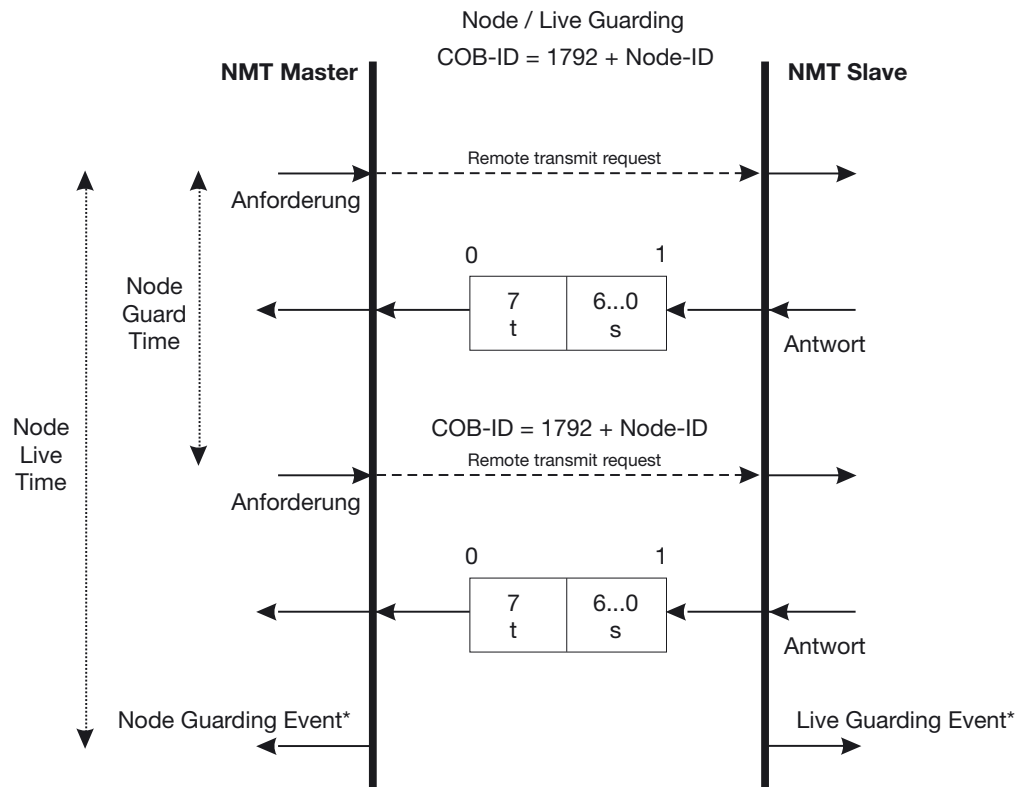 Node / Live Guarding
COB-ID = 1792 + Node-ID
NMT Master
NMT Slave
Remote transmit request
Anforderung
0 1
7 6...0
t s
Antwort
Node
Guard
Time
Node
Live
Time
COB-ID = 1792 + Node-ID
Remote transmit request
Anforderung
0 1
7 6...0
t s
Antwort
Node Guarding Event*
Live Guarding Event*